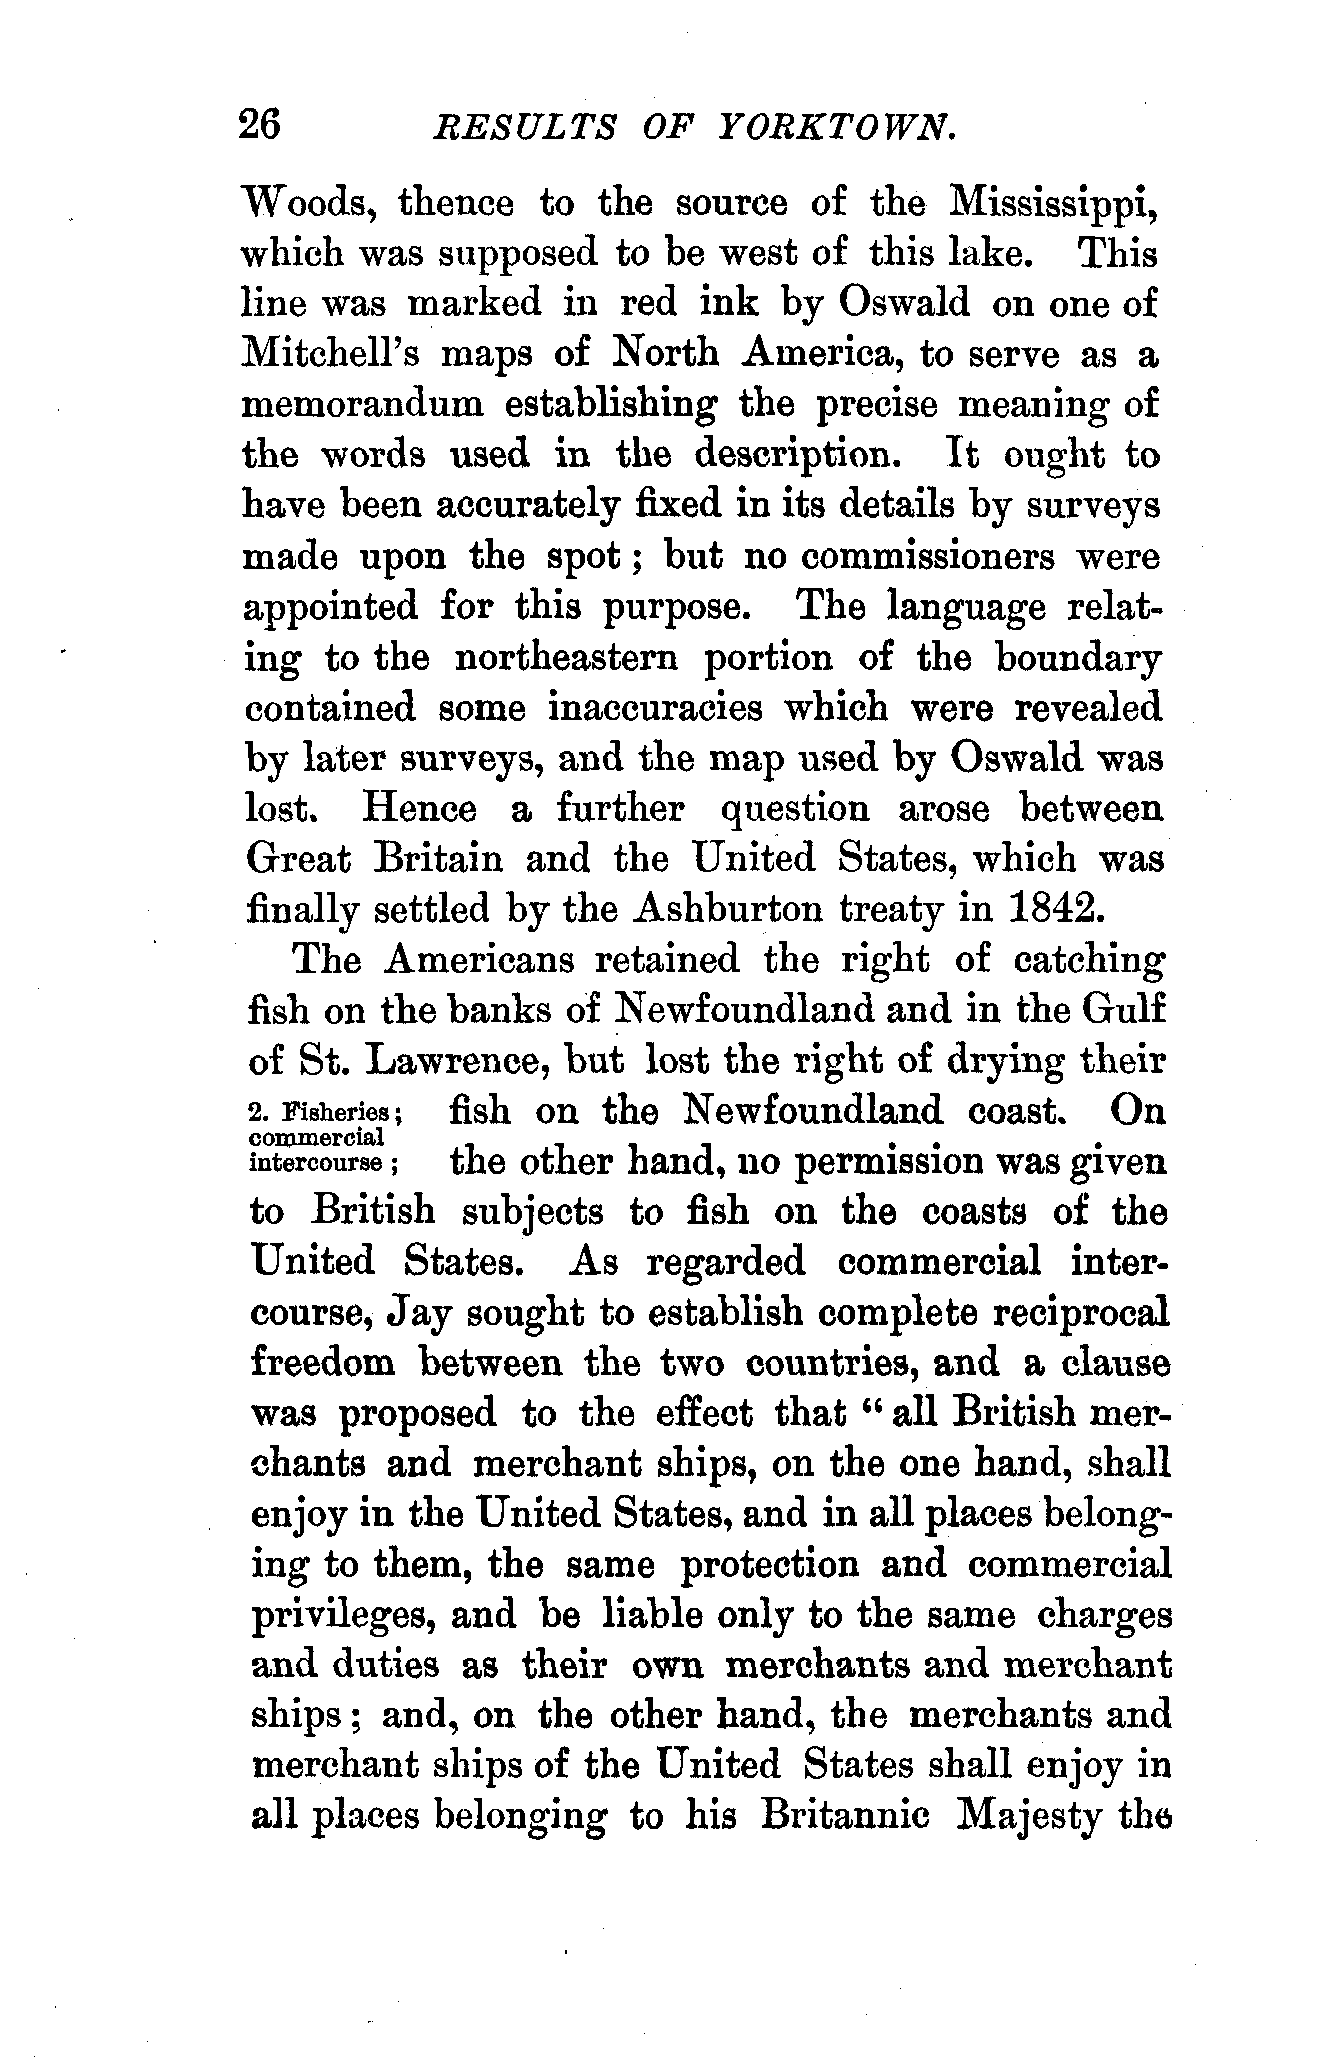 26 RESULTS OF YORKTOWN.
Woods, thence to the source of the Mississippi,
which was supposed to be west of this lake. This
line was marked in red ink by Oswald on one of
Mitchell's maps of North America, to serve as a
memorandum establishing the precise meaning of
the words used in the description. It ought to
have been accurately fixed in its details by surveys
made upon the spot; but no commissioners were
appointed for this purpose. The language relat-
ing to the northeastern portion of the boundary
contained some inaccuracies which were revealed
by later surveys, and the map used by Oswald was
lost. Hence a further question arose between
Great Britain and the United States, which was
finally settled by the Ashburton treaty in 1842.
The Americans retained the right of catching
fish on the banks of Newfoundland and in the Gulf
of St. Lawrence, but lost the right of drying their
2. Fisheries;
commercial
intercourse;
fish on the Newfoundland coast. On
the other hand, no permission was given
to British subjects to fish on the coasts of the
United States. As regarded commercial inter-
course, Jay sought to establish complete reciprocal
freedom between the two countries, and a clause
was proposed to the effect that "all British mer-
chants and merchant ships, on the one hand, shall
enjoy in the United States, and in all places belong-
ing to them, the same protection and commercial
privileges, and be liable only to the same charges
and duties as their own merchants and merchant
ships; and, on the other hand, the merchants and
merchant ships of the United States shall enjoy in
all places belonging to his Britannic Majesty the